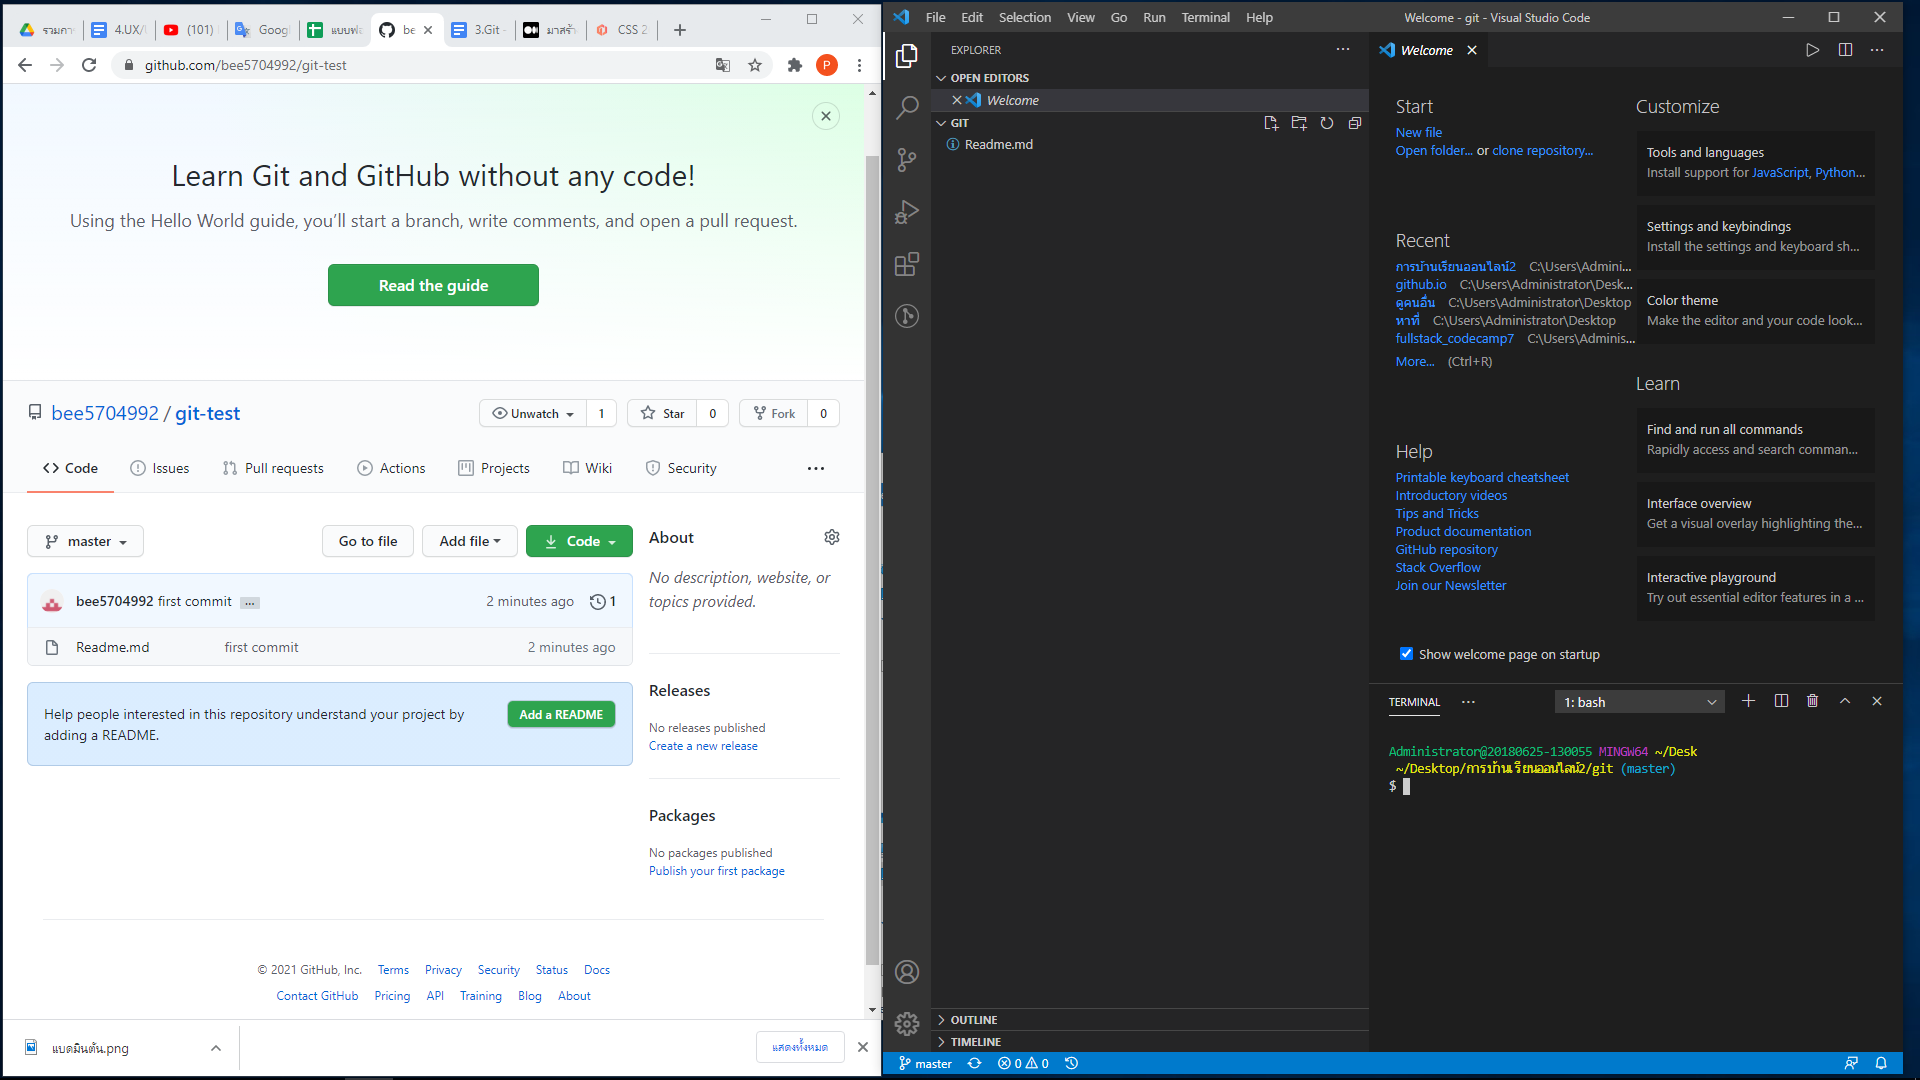 รวมภา
4.UX/
(101)
Googl
แบบฟอ
be
3.Git -
มาสร้า
CSS 2
github.com/bee5704992/git-test
P
Learn Git and GitHub without any code!
Using the Hello World guide, you’ll start a branch, write comments, and open a pull request.
Read the guide
bee5704992 / git-test
Unwatch 1
Star 0
Fork 0
Code
Issues
Pull requests
Actions
Projects
Wiki
Security
master
Go to file
Add file
Code
bee5704992 first commit ... 2 minutes ago 1
Readme.md first commit 2 minutes ago
Help people interested in this repository understand your project by
adding a README.
Add a README
About
No description, website, or
topics provided.
Releases
No releases published
Create a new release
Packages
No packages published
Publish your first package
© 2021 GitHub, Inc. Terms Privacy Security Status Docs
Contact GitHub Pricing API Training Blog About
แบดมินตัน.png
แสดงทั้งหมด
File Edit Selection View Go Run Terminal Help
Welcome - git - Visual Studio Code
EXPLORER
OPEN EDITORS
Welcome
GIT
Readme.md
OUTLINE
TIMELINE
Welcome
Start
New file
Open folder... or clone repository...
Recent
การบ้านเรียนออนไลน์2 C:\Users\Admini...
github.io C:\Users\Administrator\Desk...
ดูคนอื่น C:\Users\Administrator\Desktop
หาที่ C:\Users\Administrator\Desktop
fullstack_codecamp7 C:\Users\Adminis...
More... (Ctrl+R)
Help
Printable keyboard cheatsheet
Introductory videos
Tips and Tricks
Product documentation
GitHub repository
Stack Overflow
Join our Newsletter
Show welcome page on startup
Customize
Tools and languages
Install support for JavaScript, Python...
Settings and keybindings
Install the settings and keyboard sh...
Color theme
Make the editor and your code look...
Learn
Find and run all commands
Rapidly access and search comman...
Interface overview
Get a visual overlay highlighting the...
Interactive playground
Try out essential editor features in a ...
TERMINAL
1: bash
Administrator@20180625-130055 MINGW64 ~/Desk
~/Desktop/การบ้านเรียนออนไลน์2/git (master)
$
master
0 0